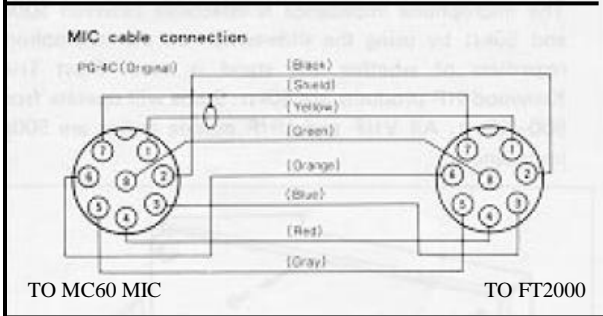 MIC cable connection
PG-4C (Original)
(Black)
(Shield)
(Yellow)
(Green)
(Orange)
(Blue)
(Red)
(Gray)
7 1
6 8 2
5 4 3
7 1
6 8 2
5 4 3
TO MC60 MIC
TO FT2000